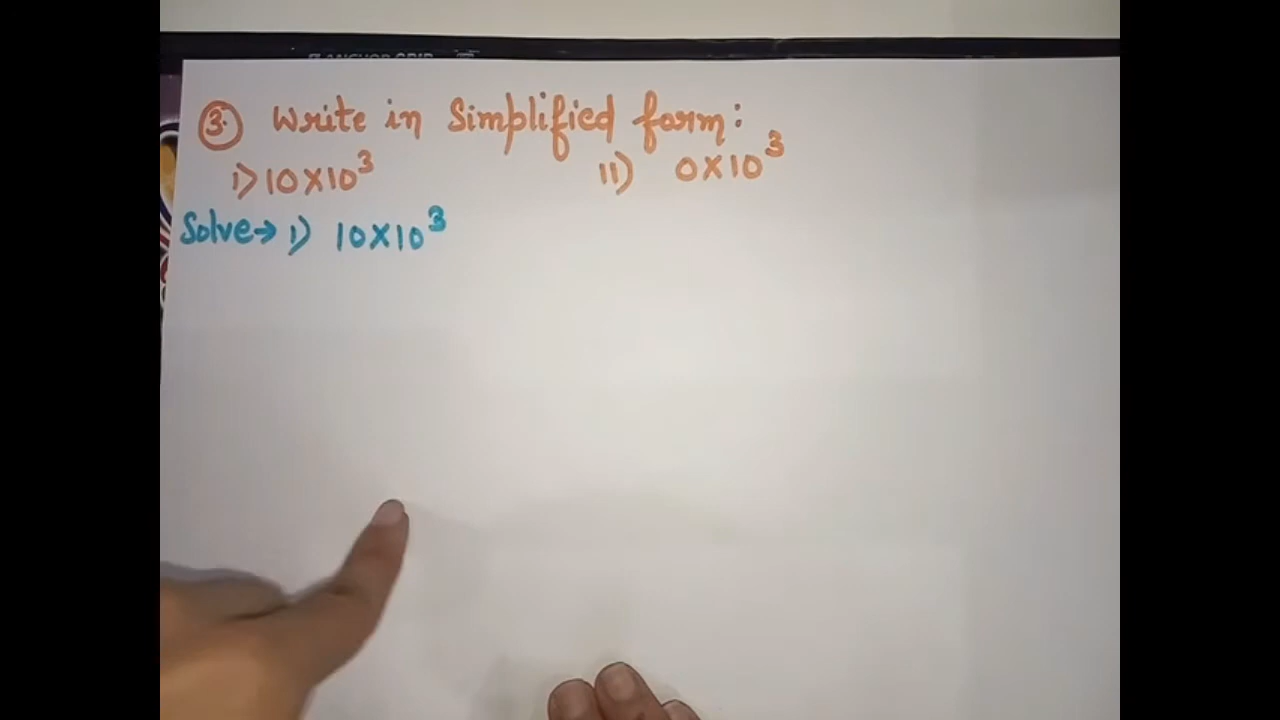 3. Write in Simplified form:
i) 10×10³ ii) 0×10³
Solve→ i) 10×10³